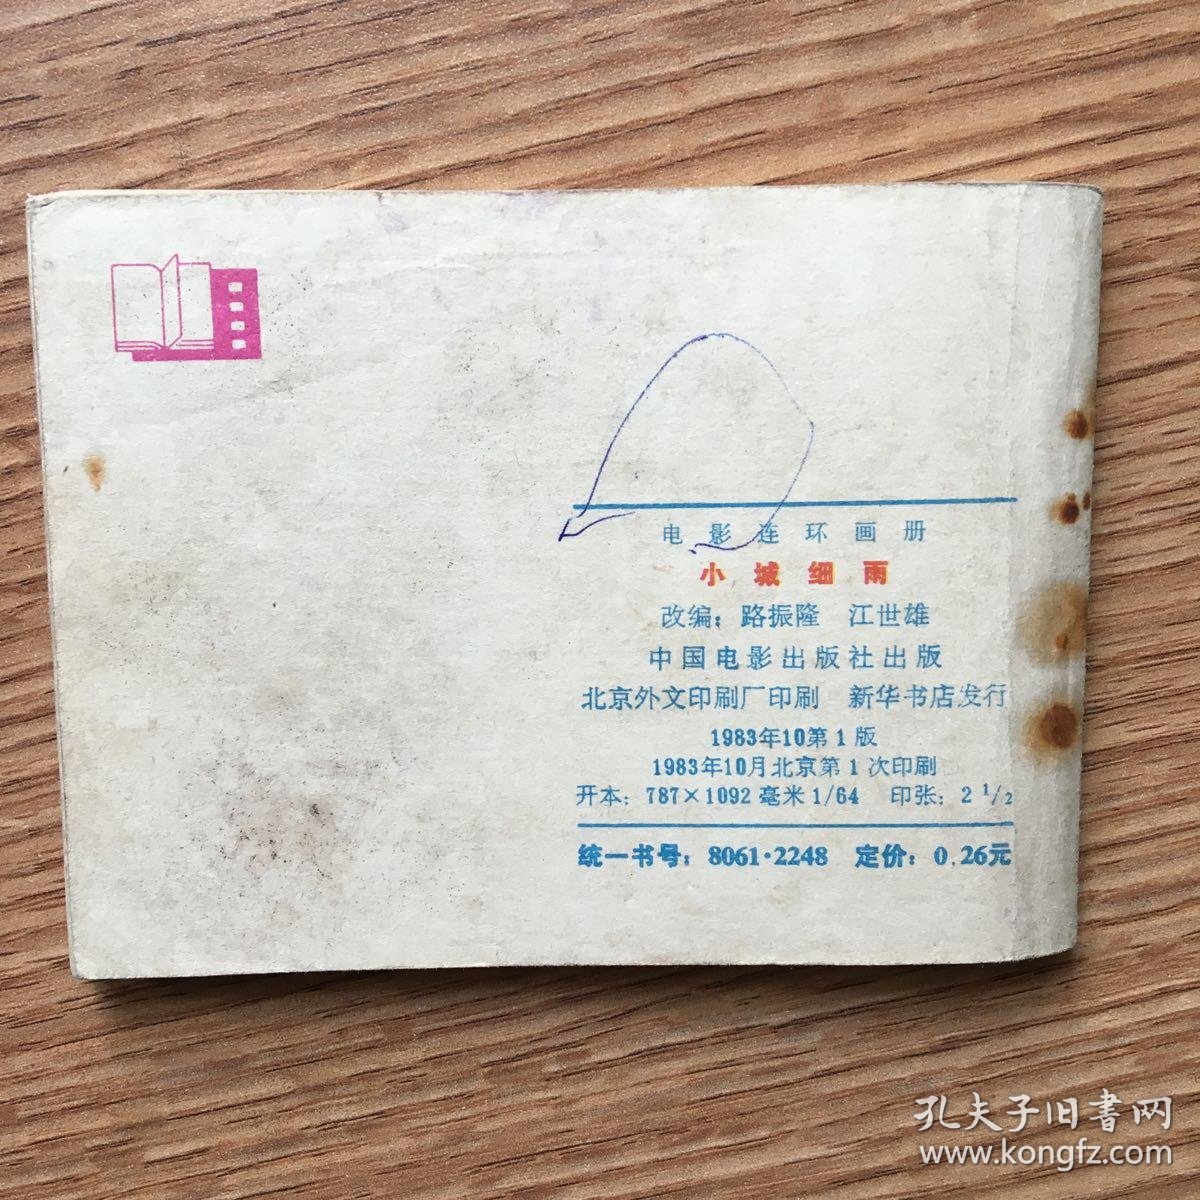 电影连环画册
小城细雨
改编：路振隆 江世雄
中国电影出版社出版
北京外文印刷厂印刷 新华书店发行
1983年10第1版
1983年10月北京第1次印刷
开本：787×1092毫米1/64 印张：2 1/2
统一书号：8061·2248 定价：0.26元
孔夫子旧書网
www.kongfz.com